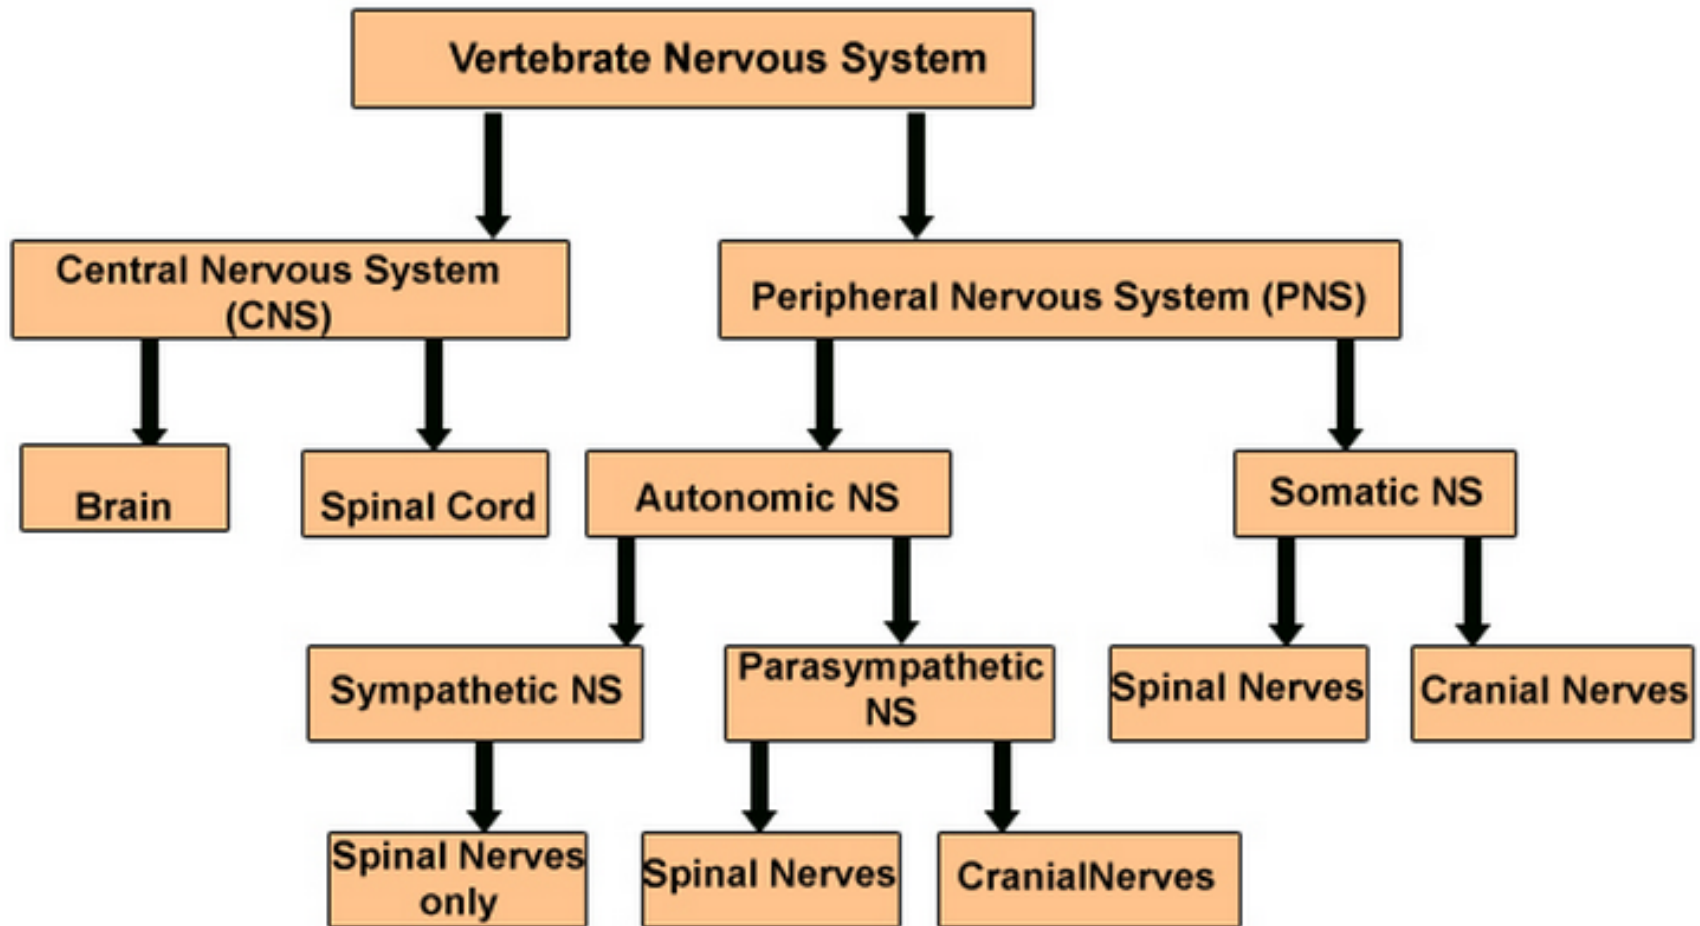 Vertebrate Nervous System
Central Nervous System
(CNS)
Peripheral Nervous System (PNS)
Brain
Spinal Cord
Autonomic NS
Somatic NS
Sympathetic NS
Parasympathetic
NS
Spinal Nerves
Cranial Nerves
Spinal Nerves
only
Spinal Nerves
CranialNerves